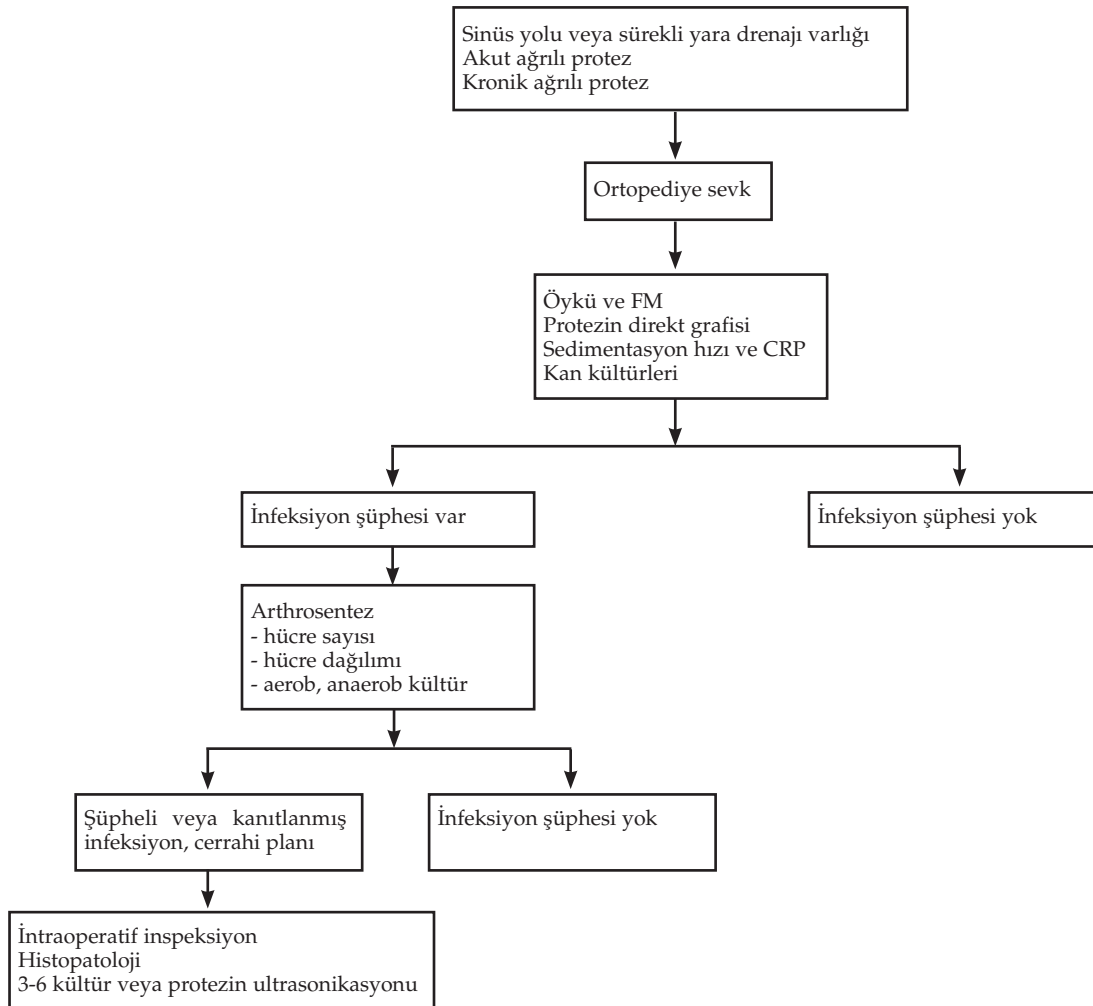 Sinüs yolu veya sürekli yara drenajı varlığı
Akut ağrılı protez
Kronik ağrılı protez
Ortopediye sevk
Öykü ve FM
Protezin direkt grafisi
Sedimentasyon hızı ve CRP
Kan kültürleri
İnfeksiyon şüphesi var
İnfeksiyon şüphesi yok
Arthrosentez
- hücre sayısı
- hücre dağılımı
- aerob, anaerob kültür
Şüpheli veya kanıtlanmış
infeksiyon, cerrahi planı
İnfeksiyon şüphesi yok
İntraoperatif inspeksiyon
Histopatoloji
3-6 kültür veya protezin ultrasonikasyonu